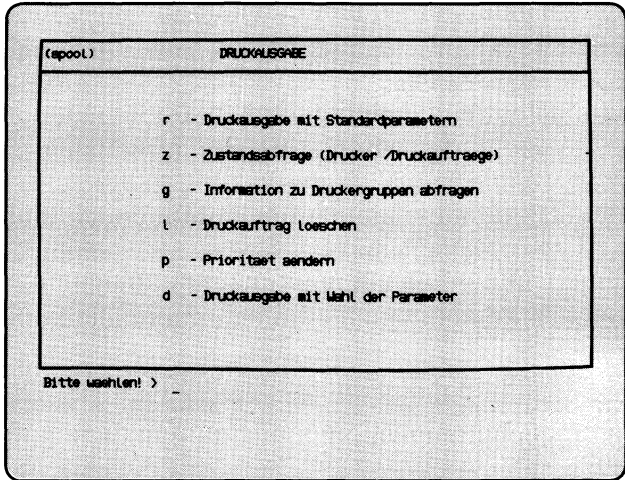 (spool) DRUCKAUSGABE
r - Druckausgabe mit Standardparametern
z - Zustandsabfrage (Drucker /Druckauftraege)
g - Information zu Druckergruppen abfragen
l - Druckauftrag loeschen
p - Prioritaet aendern
d - Druckausgabe mit Wahl der Parameter
Bitte waehlen! > _